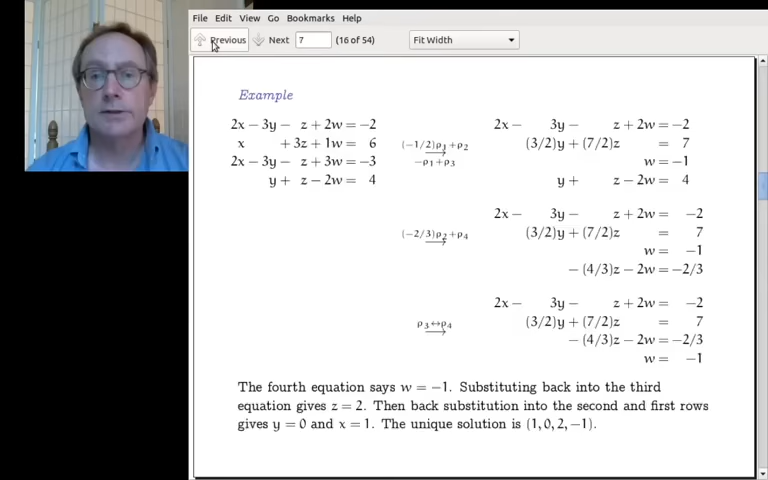 File Edit View Go Bookmarks Help
Previous Next 7 (16 of 54) Fit Width
Example
2x − 3y − z + 2w = −2
x + 3z + 1w = 6
2x − 3y − z + 3w = −3
y + z − 2w = 4
(−1/2)ρ1+ρ2
−ρ1+ρ3
→
2x − 3y − z + 2w = −2
(3/2)y + (7/2)z = 7
w = −1
y + z − 2w = 4
(−2/3)ρ2+ρ4
→
2x − 3y − z + 2w = −2
(3/2)y + (7/2)z = 7
w = −1
− (4/3)z − 2w = −2/3
ρ3↔ρ4
→
2x − 3y − z + 2w = −2
(3/2)y + (7/2)z = 7
− (4/3)z − 2w = −2/3
w = −1
The fourth equation says w = −1. Substituting back into the third
equation gives z = 2. Then back substitution into the second and first rows
gives y = 0 and x = 1. The unique solution is (1, 0, 2, −1).